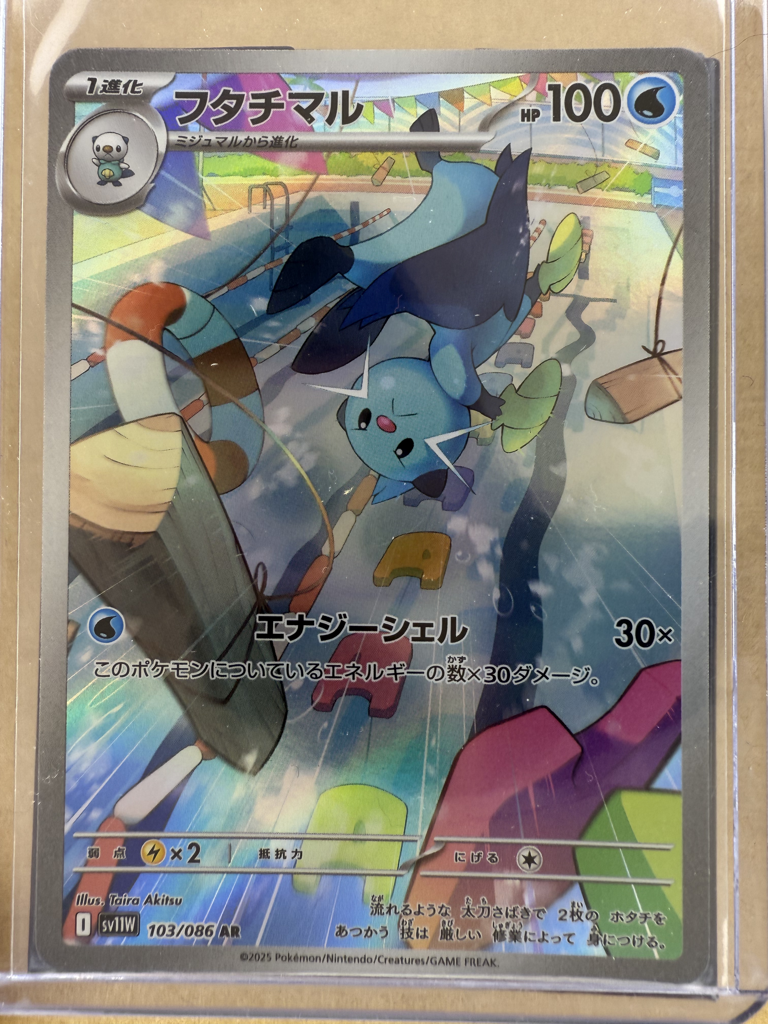 1進化
フタチマル
HP 100
ミジュマルから進化
エナジーシェル 30×
このポケモンについているエネルギーの数×30ダメージ。
弱点 ×2 抵抗力 にげる
Illus. Taira Akitsu
I sv11W 103/086 AR
流れるような 太刀さばきで 2枚の ホタチを
あつかう 技は 厳しい 修業によって 身につける。
©2025 Pokémon/Nintendo/Creatures/GAME FREAK.